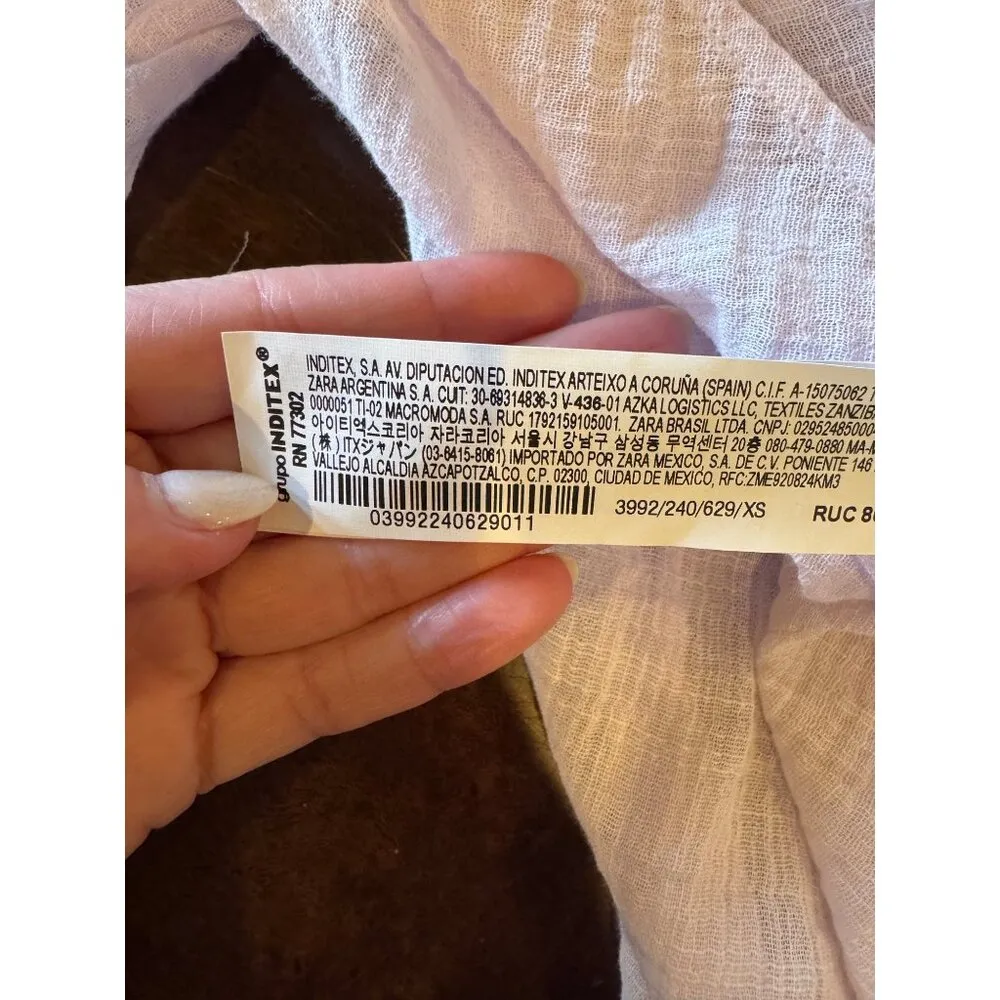 grupo INDITEX®
RN 77302
INDITEX, S.A. AV. DIPUTACION ED. INDITEX ARTEIXO A CORUÑA (SPAIN) C.I.F. A-15075062
ZARA ARGENTINA S. A. CUIT: 30-69314836-3 V-436-01 AZKA LOGISTICS LLC, TEXTILES
0000051 TI-02 MACROMODA S.A. RUC 1792159105001. ZARA BRASIL LTDA. CNPJ:
아이티엑스코리아 자라코리아 서울시 강남구 삼성동 무역센터 20층 080-479-0880
(株) ITXジャパン (03-6415-8061) IMPORTADO POR ZARA MEXICO, S.A. DE C.V. PONIENTE 146
VALLEJO ALCALDIA AZCAPOTZALCO, C.P. 02300, CIUDAD DE MEXICO, RFC:ZME920824KM3
03992240629011
3992/240/629/XS
RUC